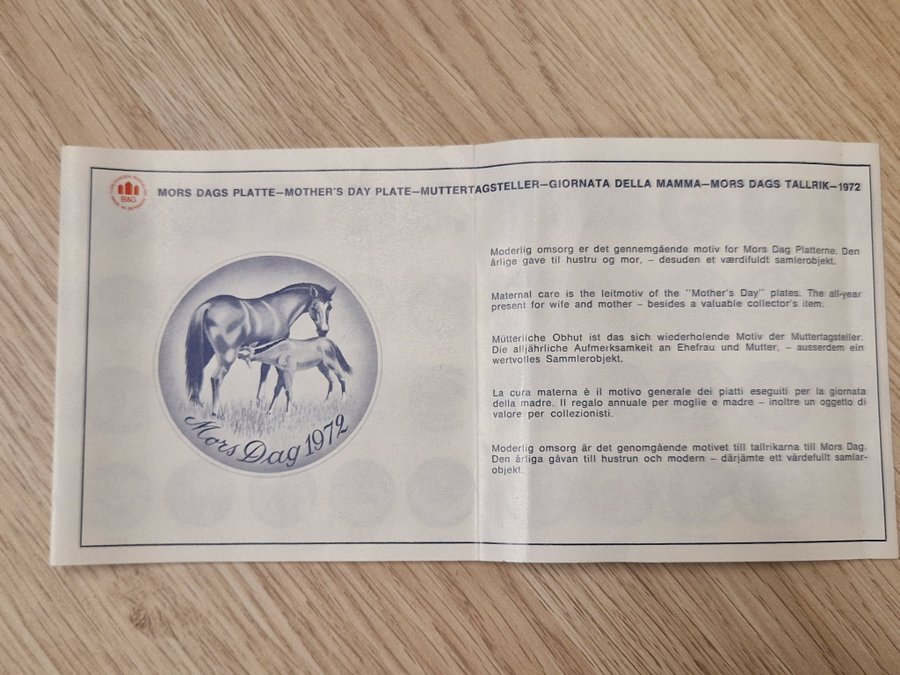 B&G
MORS DAGS PLATTE—MOTHER'S DAY PLATE—MUTTERTAGSTELLER—GIORNATA DELLA MAMMA—MORS DAGS TALLRIK—1972
Mors Dag 1972
Moderlig omsorg er det gennemgående motiv for Mors Dag Platterne. Den
årlige gave til hustru og mor, – desuden et værdifuldt samlerobjekt.
Maternal care is the leitmotiv of the "Mother's Day" plates. The all-year
present for wife and mother – besides a valuable collector's item.
Mütterliche Obhut ist das sich wiederholende Motiv der Muttertagsteller.
Die alljährliche Aufmerksamkeit an Ehefrau und Mutter, – ausserdem ein
wertvolles Sammlerobjekt.
La cura materna è il motivo generale dei piatti eseguiti per la giornata
della madre. Il regalo annuale per moglie e madre – inoltre un oggetto di
valore per collezionisti.
Moderlig omsorg är det genomgående motivet till tallrikarna till Mors Dag.
Den årliga gåvan till hustrun och modern – därjämte ett värdefullt samlar-
objekt.